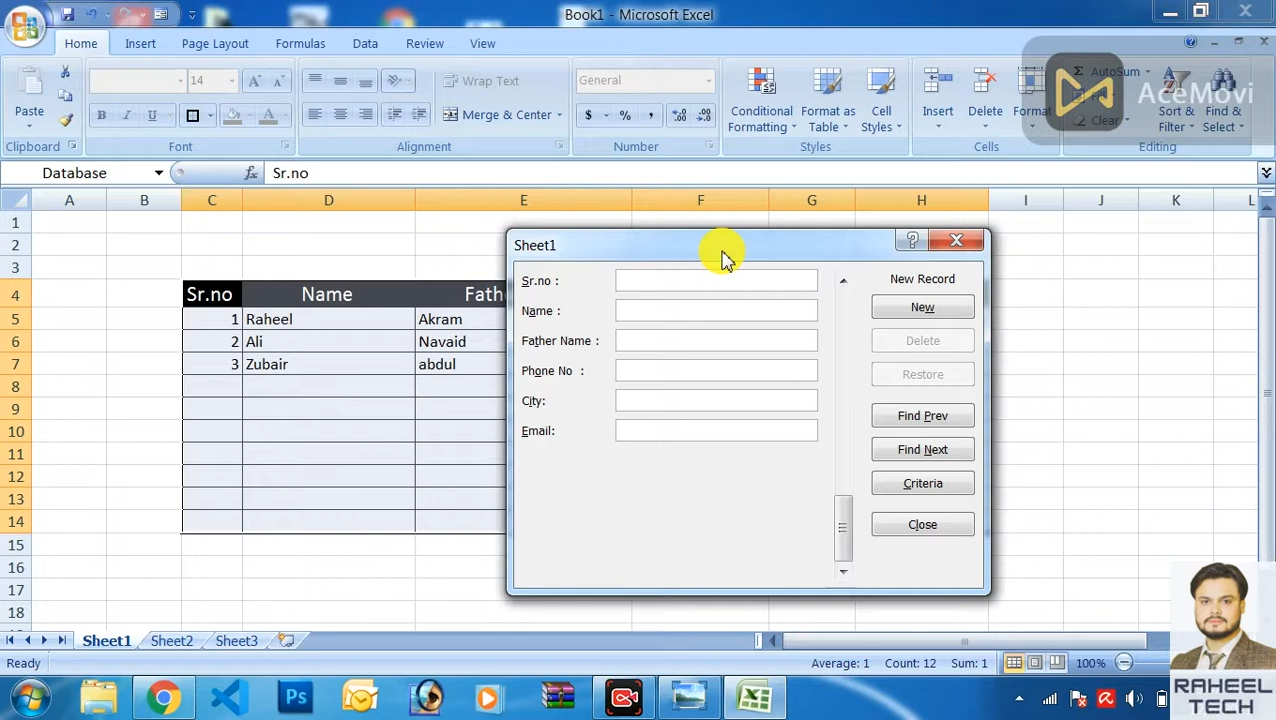 Book1 - Microsoft Excel
Home Insert Page Layout Formulas Data Review View
Paste
14
Wrap Text
Merge & Center
General
$ % ,
Conditional Formatting
Format as Table
Cell Styles
Insert
Delete
Format
Σ AutoSum
Clear
Sort & Filter
Find & Select
AceMovi
Clipboard Font Alignment Number Styles Cells Editing
Database
fx Sr.no
A B C D E F G H I J K L
1
2
3
4 Sr.no Name Fath
5 1 Raheel Akram
6 2 Ali Navaid
7 3 Zubair abdul
8
9
10
11
12
13
14
15
16
17
18
Sheet1
Sr.no :
Name :
Father Name :
Phone No :
City:
Email:
New Record
New
Delete
Restore
Find Prev
Find Next
Criteria
Close
Sheet1 Sheet2 Sheet3
Ready
Average: 1 Count: 12 Sum: 1
100%
Ps
RAHEEL
TECH